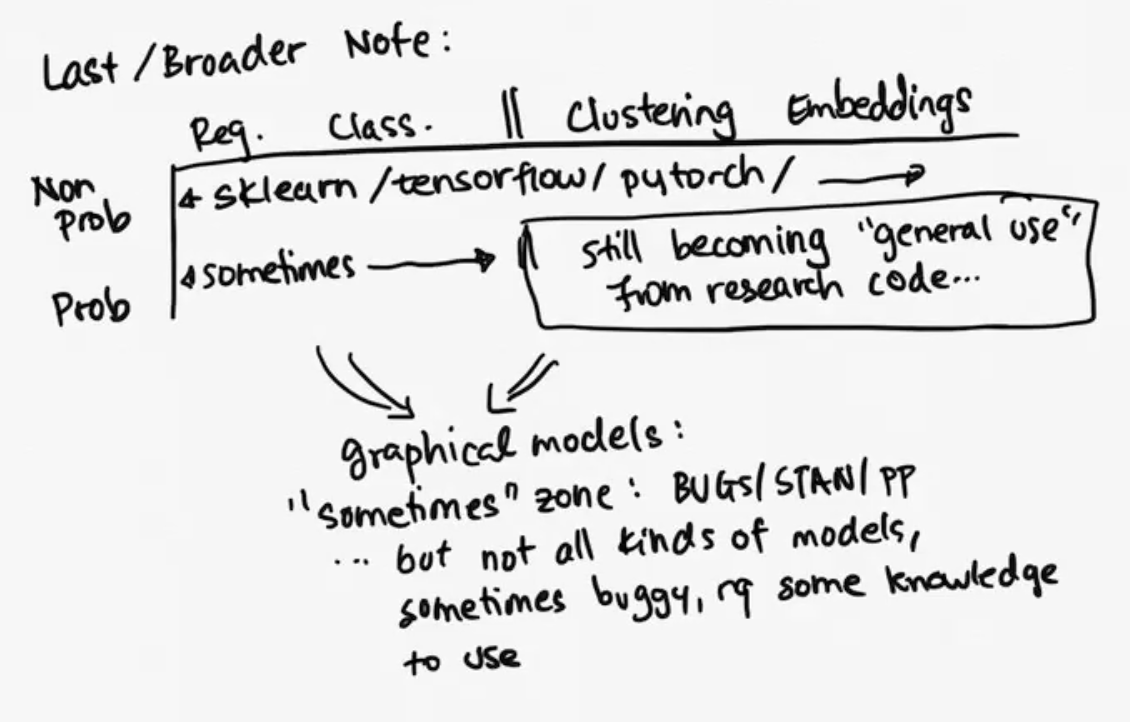 Last/Broader Note:
Reg. Class. || Clustering Embeddings
Non
Prob
sklearn/tensorflow/pytorch/
Prob
sometimes
still becoming "general use"
from research code...
graphical models:
"sometimes" zone: BUGS/STAN/PP
... but not all kinds of models,
sometimes buggy, rq some knowledge
to use